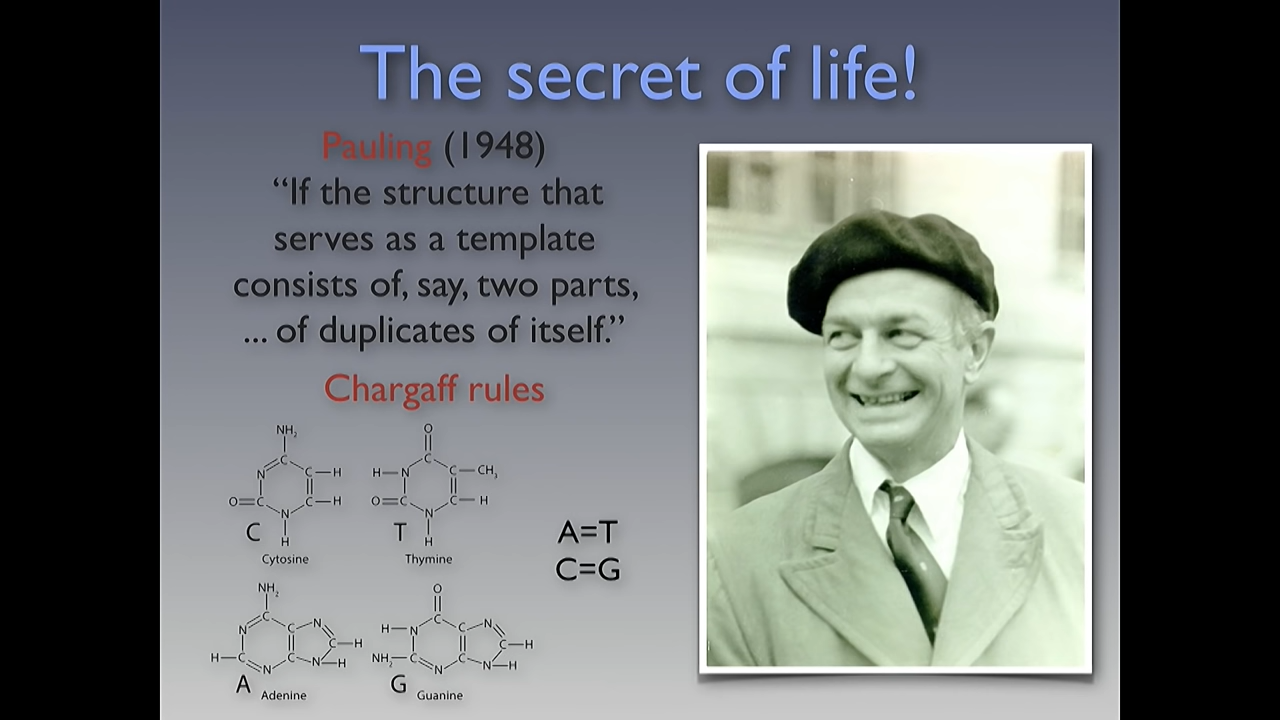 The secret of life!
Pauling (1948)
“If the structure that
serves as a template
consists of, say, two parts,
... of duplicates of itself.”
Chargaff rules
NH2
N
C
C
H
O
C
C
H
N
H
C
Cytosine
O
H
N
C
C
CH3
O
C
C
H
N
H
T
Thymine
A=T
C=G
NH2
N
C
C
N
C
H
H
C
N
C
N
H
A
Adenine
O
H
N
C
C
N
C
H
NH2
C
N
C
N
H
G
Guanine